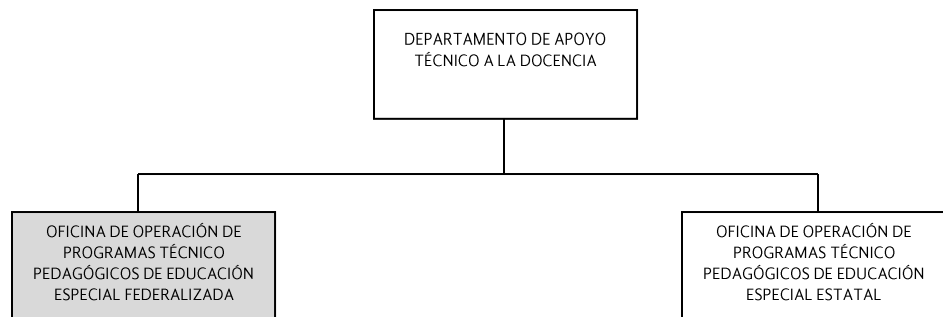 DEPARTAMENTO DE APOYO
TÉCNICO A LA DOCENCIA
OFICINA DE OPERACIÓN DE
PROGRAMAS TÉCNICO
PEDAGÓGICOS DE EDUCACIÓN
ESPECIAL FEDERALIZADA
OFICINA DE OPERACIÓN DE
PROGRAMAS TÉCNICO
PEDAGÓGICOS DE EDUCACIÓN
ESPECIAL ESTATAL